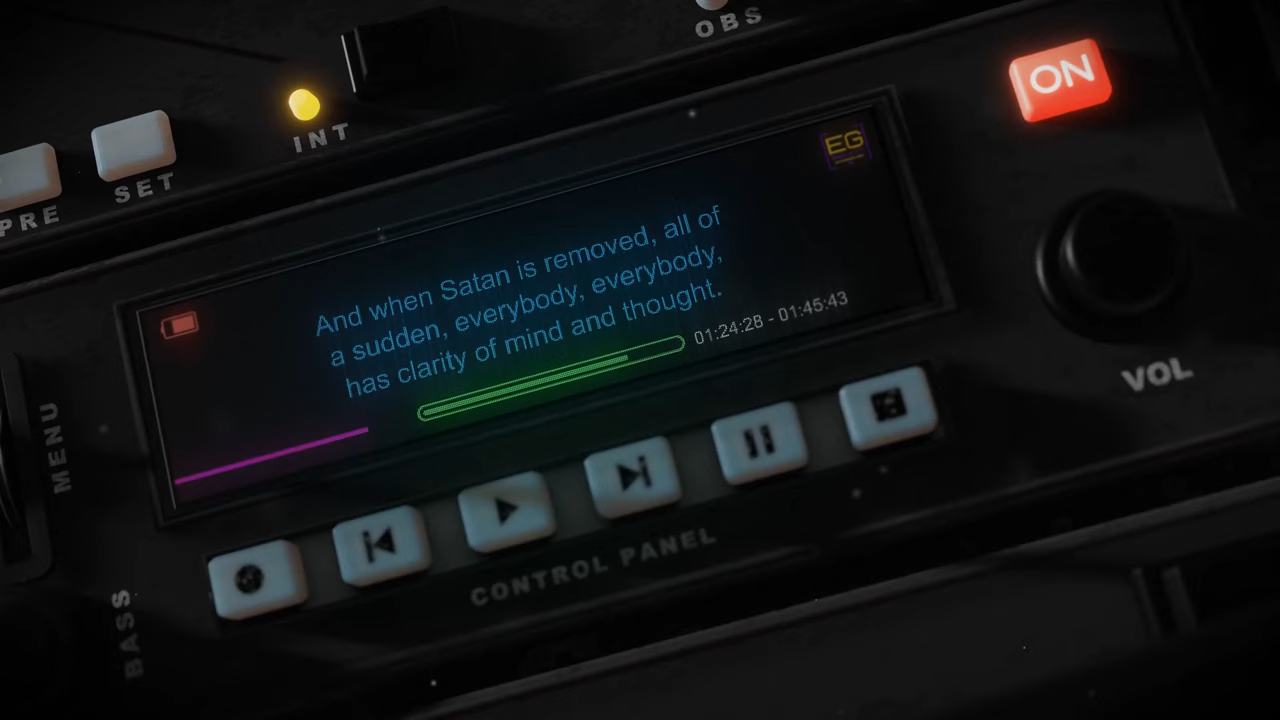 OBS
ON
INT
SET
PRE
EG
And when Satan is removed, all of
a sudden, everybody, everybody,
has clarity of mind and thought.
01:24:28 - 01:45:43
VOL
MENU
CONTROL PANEL
BASS